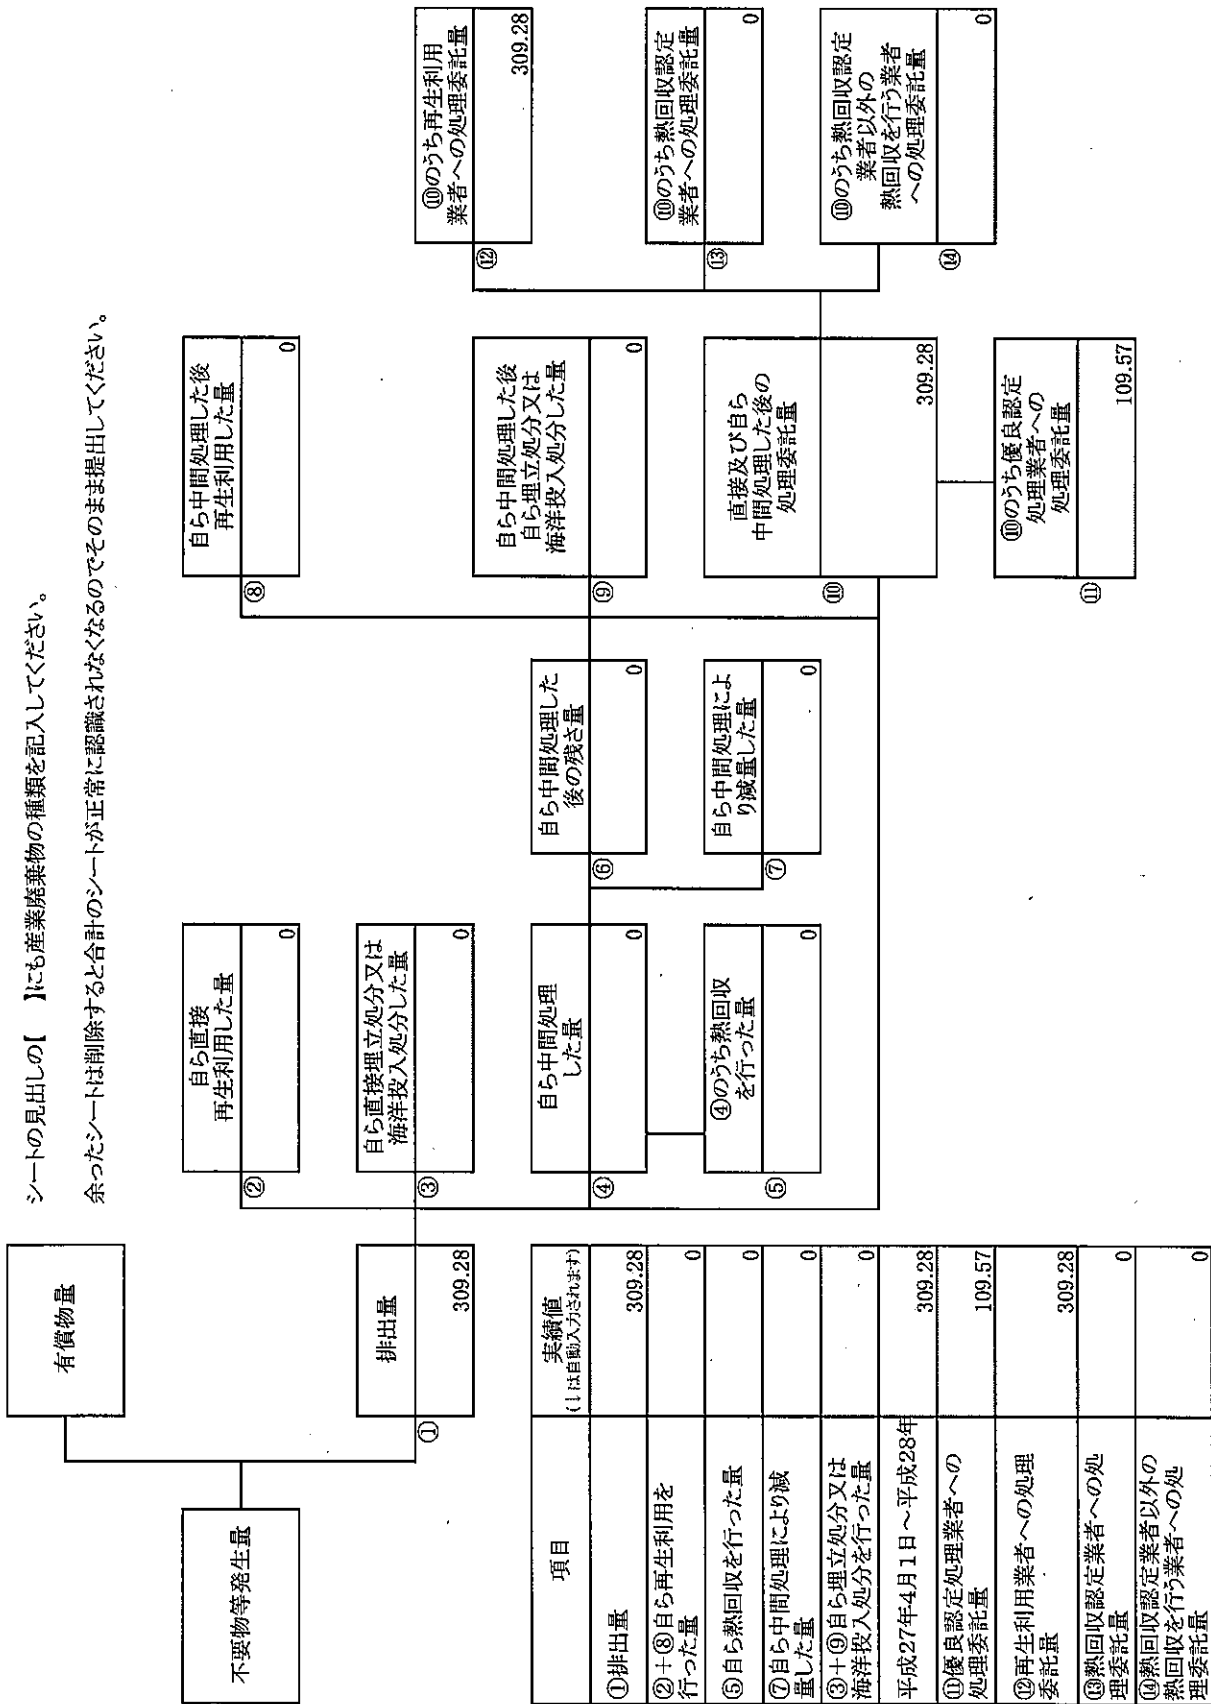 シートの見出しの【　】にも産業廃棄物の種類を記入してください。
余ったシートは削除すると合計のシートが正常に認識されなくなるのでそのまま提出してください。
不要物等発生量
有償物量
①
排出量
309.28
②
自ら直接
再生利用した量
0
③
自ら直接埋立処分又は
海洋投入処分した量
0
④
自ら中間処理
した量
0
⑤
④のうち熱回収
を行った量
0
⑥
自ら中間処理した
後の残さ量
0
⑦
自ら中間処理によ
り減量した量
0
⑧
自ら中間処理した後
再生利用した量
0
⑨
自ら中間処理した後
自ら埋立処分又は
海洋投入処分した量
0
⑩
直接及び自ら
中間処理した後の
処理委託量
309.28
⑪
⑩のうち優良認定
処理業者への
処理委託量
109.57
⑫
⑩のうち再生利用
業者への処理委託量
309.28
⑬
⑩のうち熱回収認定
業者への処理委託量
0
⑭
⑩のうち熱回収認定
業者以外の
熱回収を行う業者
への処理委託量
0
項目
実績値
(↓は自動入力されます)
①排出量
309.28
②＋⑧自ら再生利用を
行った量
0
⑤自ら熱回収を行った量
0
⑦自ら中間処理により減
量した量
0
③＋⑨自ら埋立処分又は
海洋投入処分を行った量
0
平成27年4月1日～平成28年
309.28
⑪優良認定処理業者への
処理委託量
109.57
⑫再生利用業者への処理
委託量
309.28
⑬熱回収認定業者への処
理委託量
0
⑭熱回収認定業者以外の
熱回収を行う業者への処
理委託量
0